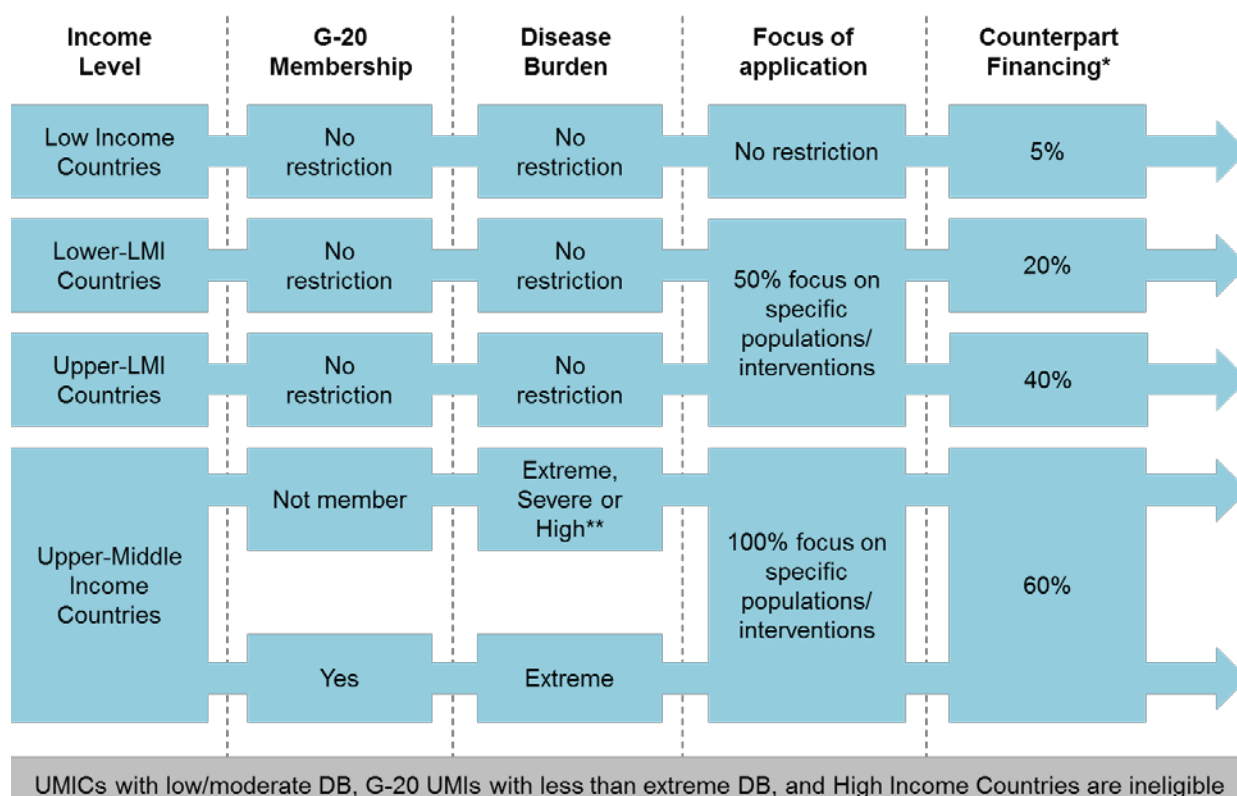 Income
Level
G-20
Membership
Disease
Burden
Focus of
application
Counterpart
Financing*
Low Income
Countries
No
restriction
No
restriction
No restriction
5%
Lower-LMI
Countries
No
restriction
No
restriction
50% focus on
specific
populations/
interventions
20%
Upper-LMI
Countries
No
restriction
No
restriction
40%
Upper-Middle
Income
Countries
Not member
Extreme,
Severe or
High**
100% focus on
specific
populations/
interventions
60%
Yes
Extreme
UMICs with low/moderate DB, G-20 UMIs with less than extreme DB, and High Income Countries are ineligible